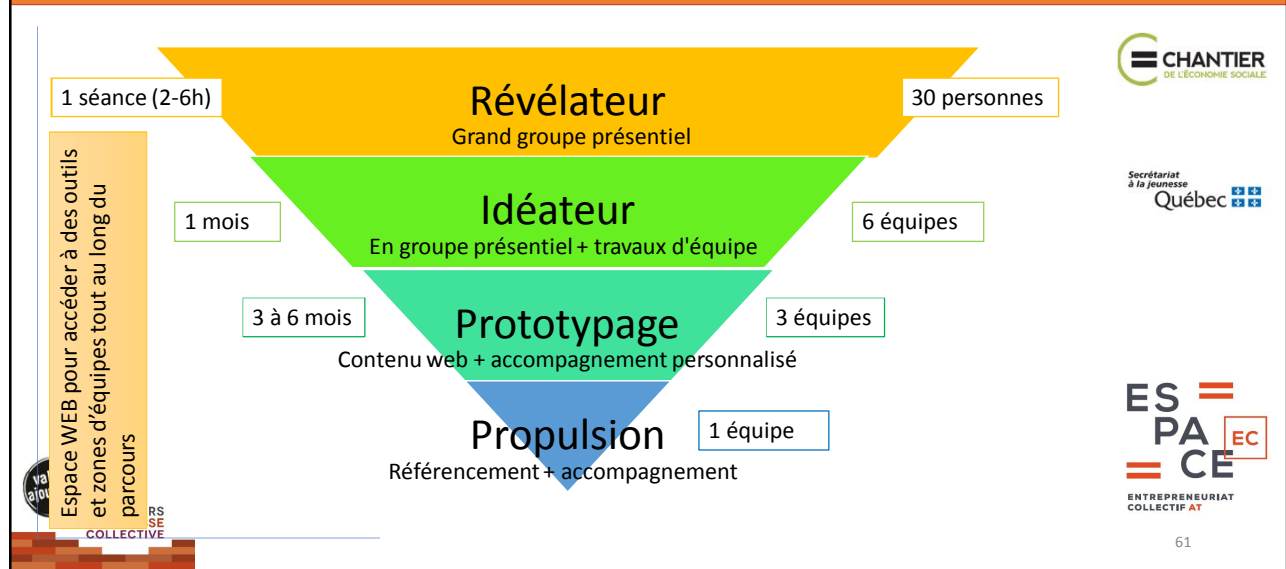 Révélateur
Grand groupe présentiel
1 séance (2-6h)
30 personnes
Idéateur
En groupe présentiel + travaux d'équipe
1 mois
6 équipes
Prototypage
Contenu web + accompagnement personnalisé
3 à 6 mois
3 équipes
Propulsion
Référencement + accompagnement
1 équipe
Espace WEB pour accéder à des outils
et zones d'équipes tout au long du
parcours
CHANTIER
DE L'ÉCONOMIE SOCIALE
Secrétariat
à la jeunesse
Québec
ES
PA
CE
EC
ENTREPRENEURIAT
COLLECTIF AT
COLLECTIVE
61